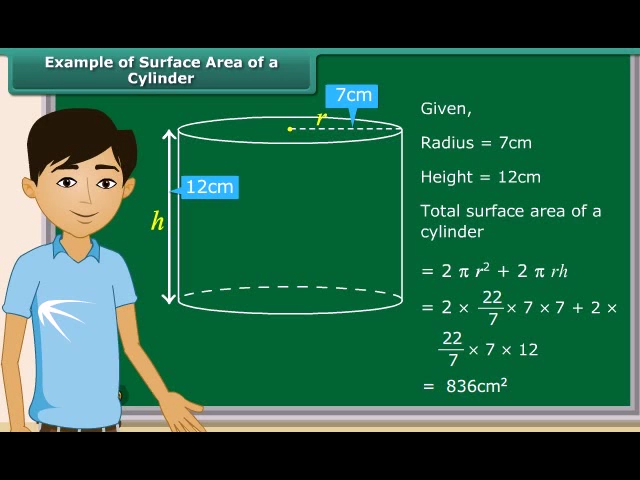 Example of Surface Area of a
Cylinder
7cm
r
12cm
h
Given,
Radius = 7cm
Height = 12cm
Total surface area of a
cylinder
= 2 π r² + 2 π rh
= 2 × 22/7 × 7 × 7 + 2 ×
22/7 × 7 × 12
= 836cm²